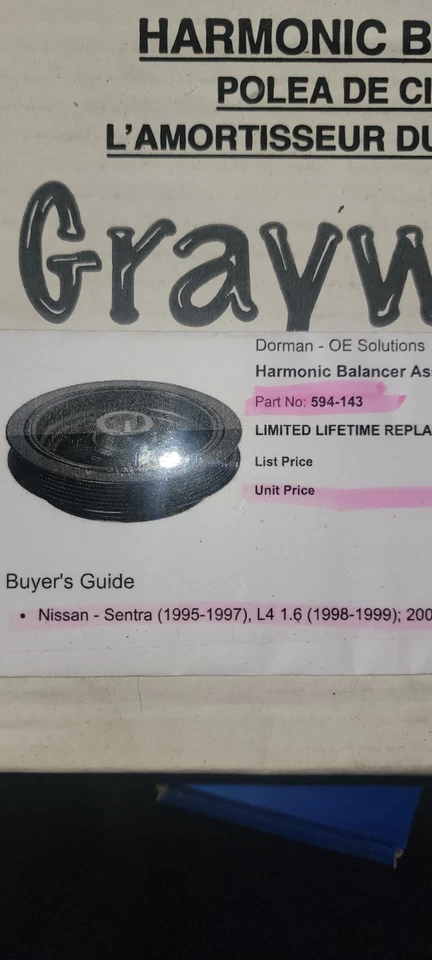 HARMONIC B
POLEA DE CI
L'AMORTISSEUR DU
Grayw
Dorman - OE Solutions
Harmonic Balancer As
Part No: 594-143
LIMITED LIFETIME REPLA
List Price
Unit Price
Buyer's Guide
• Nissan - Sentra (1995-1997), L4 1.6 (1998-1999); 200